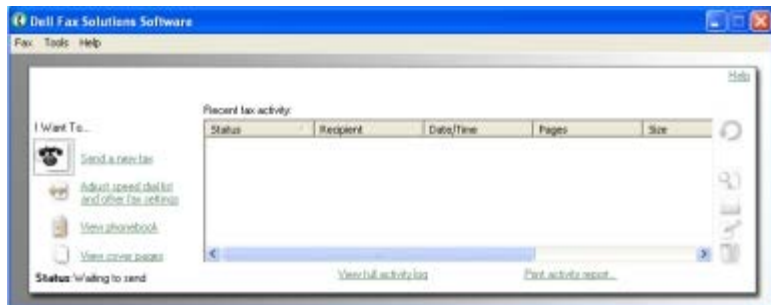 Dell Fax Solutions Software
Fax Tools Help
Help
Recent fax activity:
I Want To...
Status Recipient Date/Time Pages Size
Send a new fax
Adjust speed dial list
and other fax settings
View phonebook
View cover pages
Status: Waiting to send
View full activity log
Print activity report...